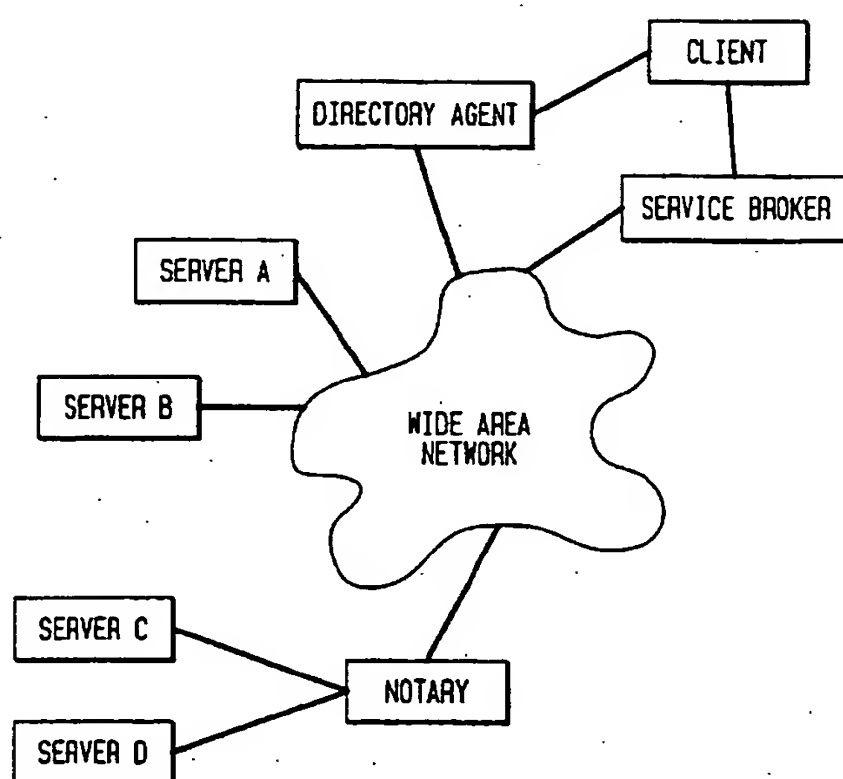 CLIENT
DIRECTORY AGENT
SERVICE BROKER
SERVER A
SERVER B
WIDE AREA
NETWORK
SERVER C
NOTARY
SERVER D